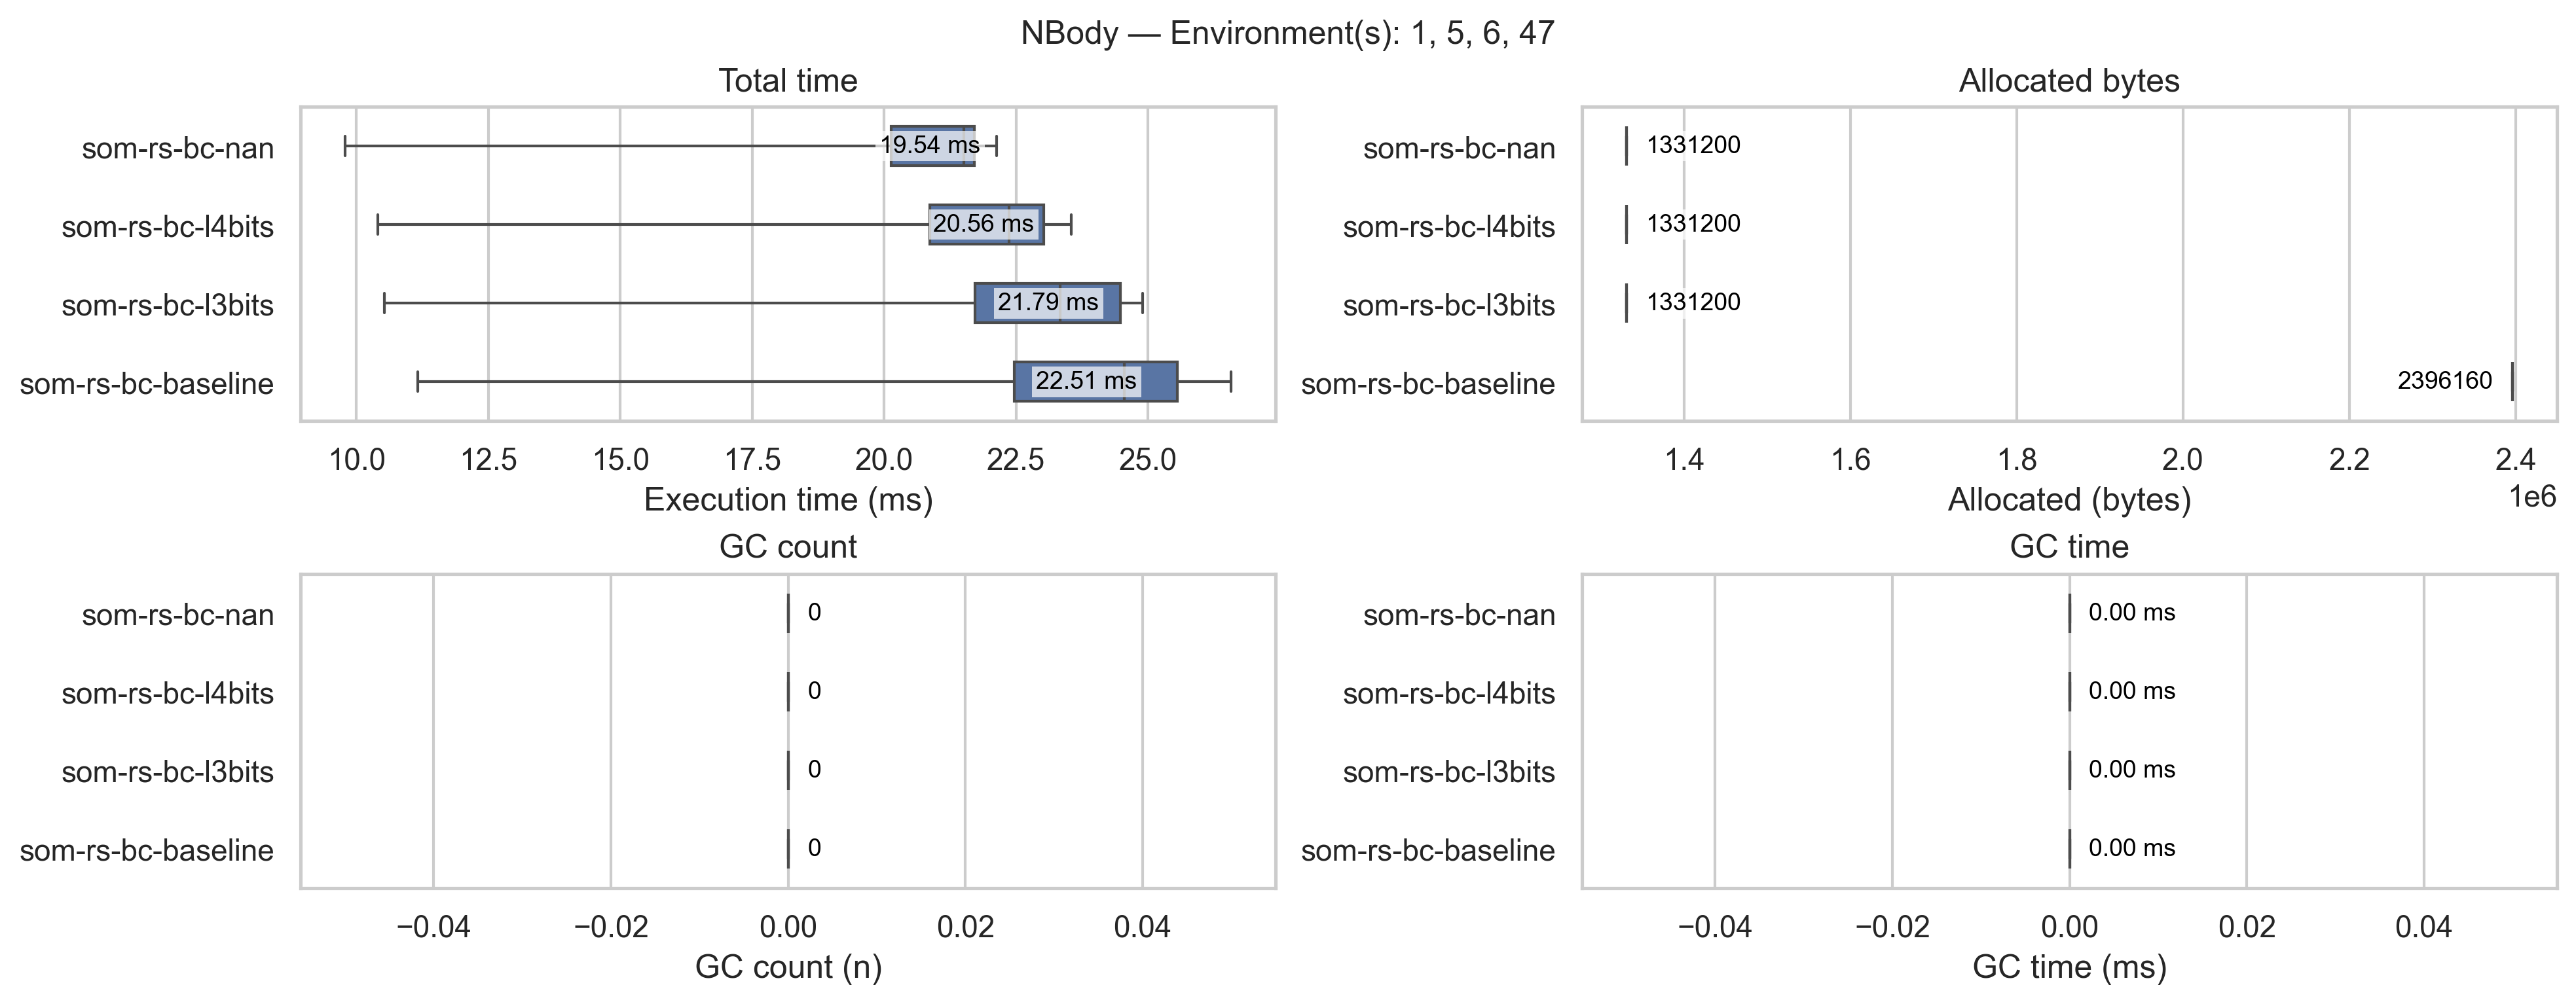 NBody — Environment(s): 1, 5, 6, 47
Total time
som-rs-bc-nan
19.54 ms
som-rs-bc-l4bits
20.56 ms
som-rs-bc-l3bits
21.79 ms
som-rs-bc-baseline
22.51 ms
10.0 12.5 15.0 17.5 20.0 22.5 25.0
Execution time (ms)
Allocated bytes
som-rs-bc-nan
1331200
som-rs-bc-l4bits
1331200
som-rs-bc-l3bits
1331200
som-rs-bc-baseline
2396160
1.4 1.6 1.8 2.0 2.2 2.4
1e6
Allocated (bytes)
GC count
som-rs-bc-nan
0
som-rs-bc-l4bits
0
som-rs-bc-l3bits
0
som-rs-bc-baseline
0
−0.04 −0.02 0.00 0.02 0.04
GC count (n)
GC time
som-rs-bc-nan
0.00 ms
som-rs-bc-l4bits
0.00 ms
som-rs-bc-l3bits
0.00 ms
som-rs-bc-baseline
0.00 ms
−0.04 −0.02 0.00 0.02 0.04
GC time (ms)